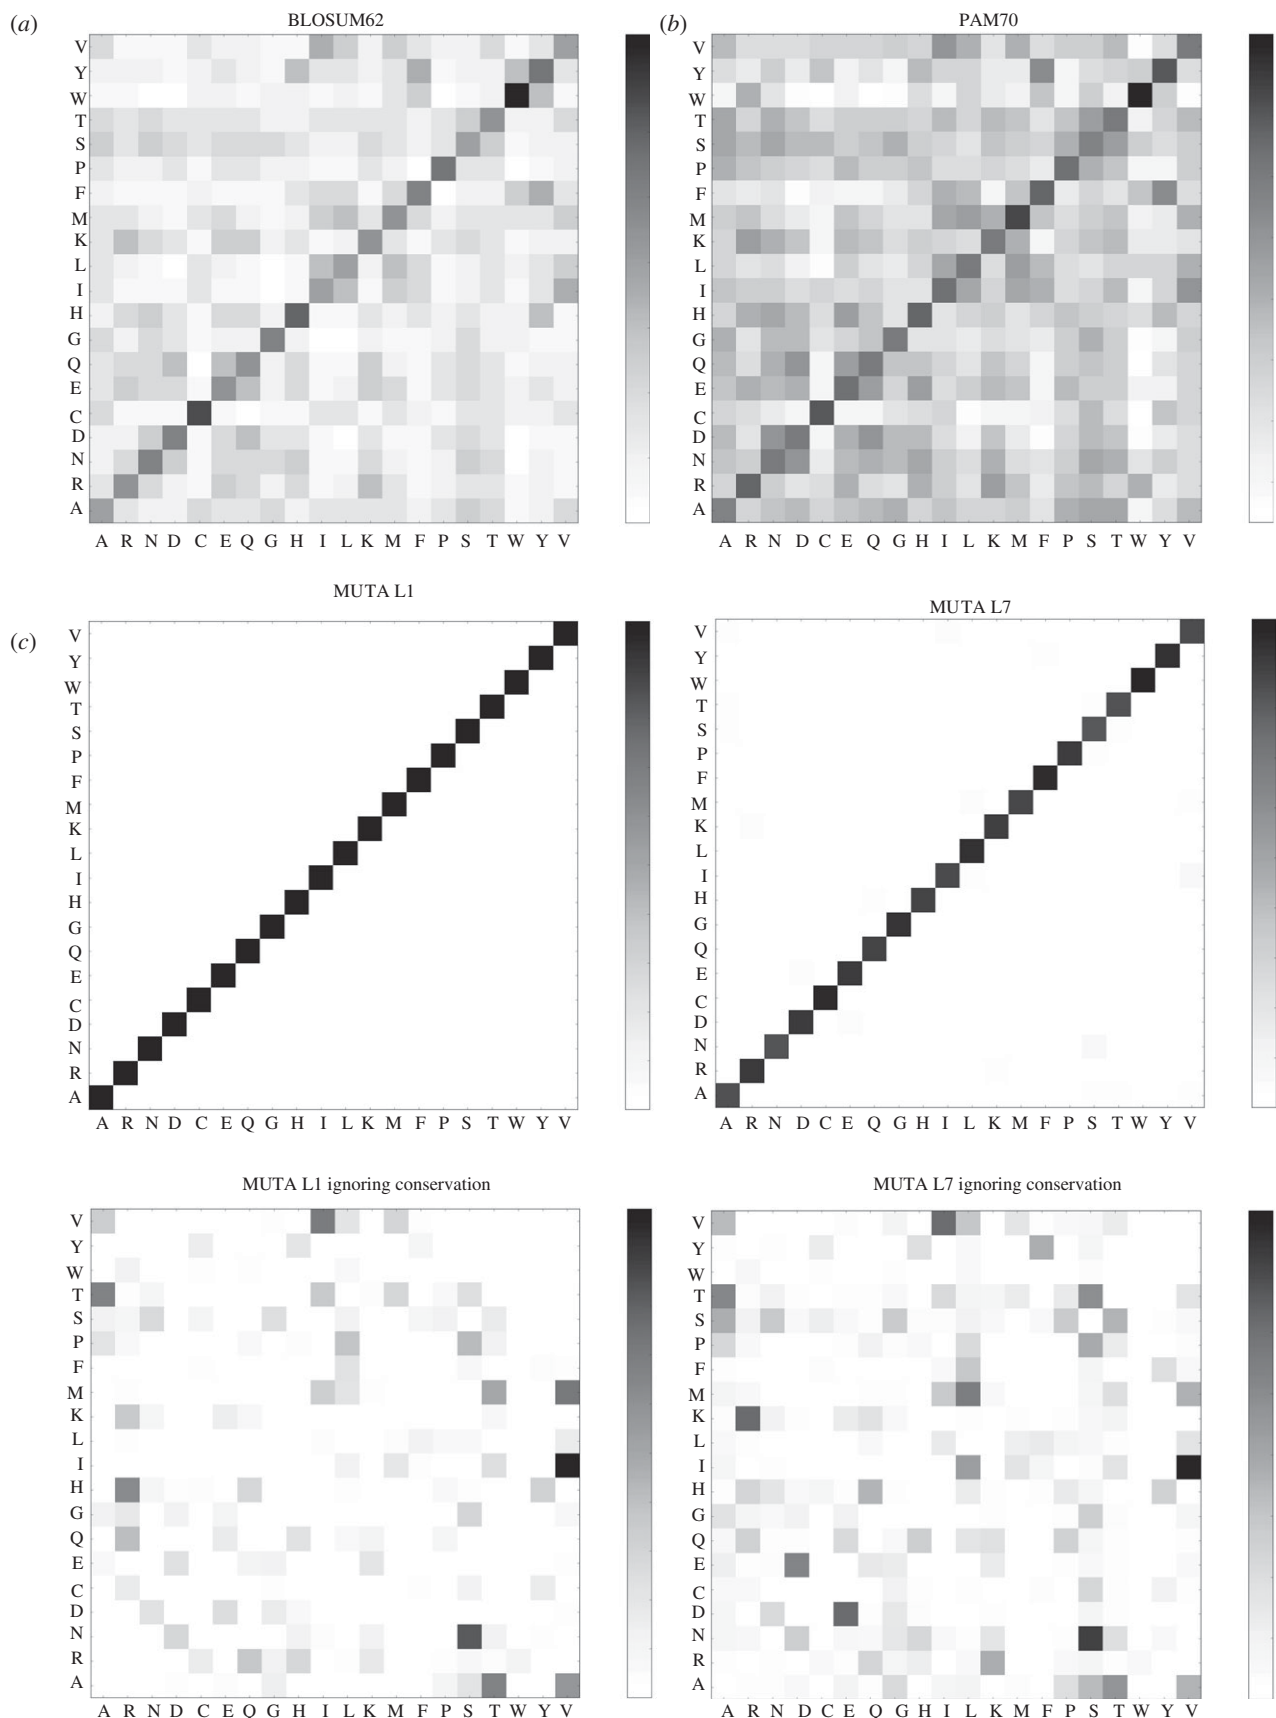 (a)
BLOSUM62
V
Y
W
T
S
P
F
M
K
L
I
H
G
Q
E
C
D
N
R
A
A R N D C E Q G H I L K M F P S T W Y V
(b)
PAM70
V
Y
W
T
S
P
F
M
K
L
I
H
G
Q
E
C
D
N
R
A
A R N D C E Q G H I L K M F P S T W Y V
(c)
MUTA L1
V
Y
W
T
S
P
F
M
K
L
I
H
G
Q
E
C
D
N
R
A
A R N D C E Q G H I L K M F P S T W Y V
MUTA L7
V
Y
W
T
S
P
F
M
K
L
I
H
G
Q
E
C
D
N
R
A
A R N D C E Q G H I L K M F P S T W Y V
MUTA L1 ignoring conservation
V
Y
W
T
S
P
F
M
K
L
I
H
G
Q
E
C
D
N
R
A
A R N D C E Q G H I L K M F P S T W Y V
MUTA L7 ignoring conservation
V
Y
W
T
S
P
F
M
K
L
I
H
G
Q
E
C
D
N
R
A
A R N D C E Q G H I L K M F P S T W Y V